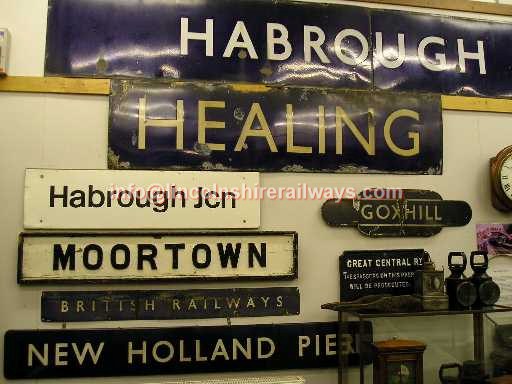 HABROUGH
HEALING
info@lincolnshirerailways.com
Habrough Jcn
GOXHILL
MOORTOWN
GREAT CENTRAL RY
TRESPASSERS ON THIS
WILL BE PROSECUTED
BRITISH RAILWAYS
NEW HOLLAND PIER